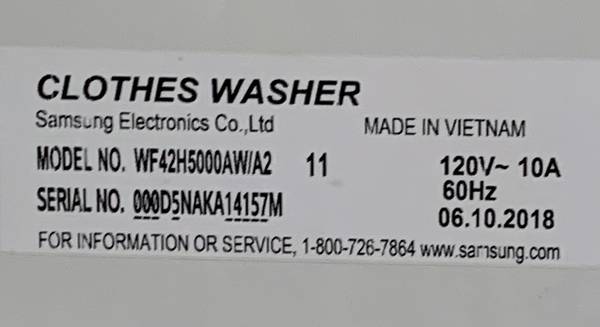 CLOTHES WASHER
Samsung Electronics Co.,Ltd MADE IN VIETNAM
MODEL NO. WF42H5000AW/A2 11 120V~ 10A
60Hz
SERIAL NO. 000D5NAKA14157M
06.10.2018
FOR INFORMATION OR SERVICE, 1-800-726-7864 www.samsung.com